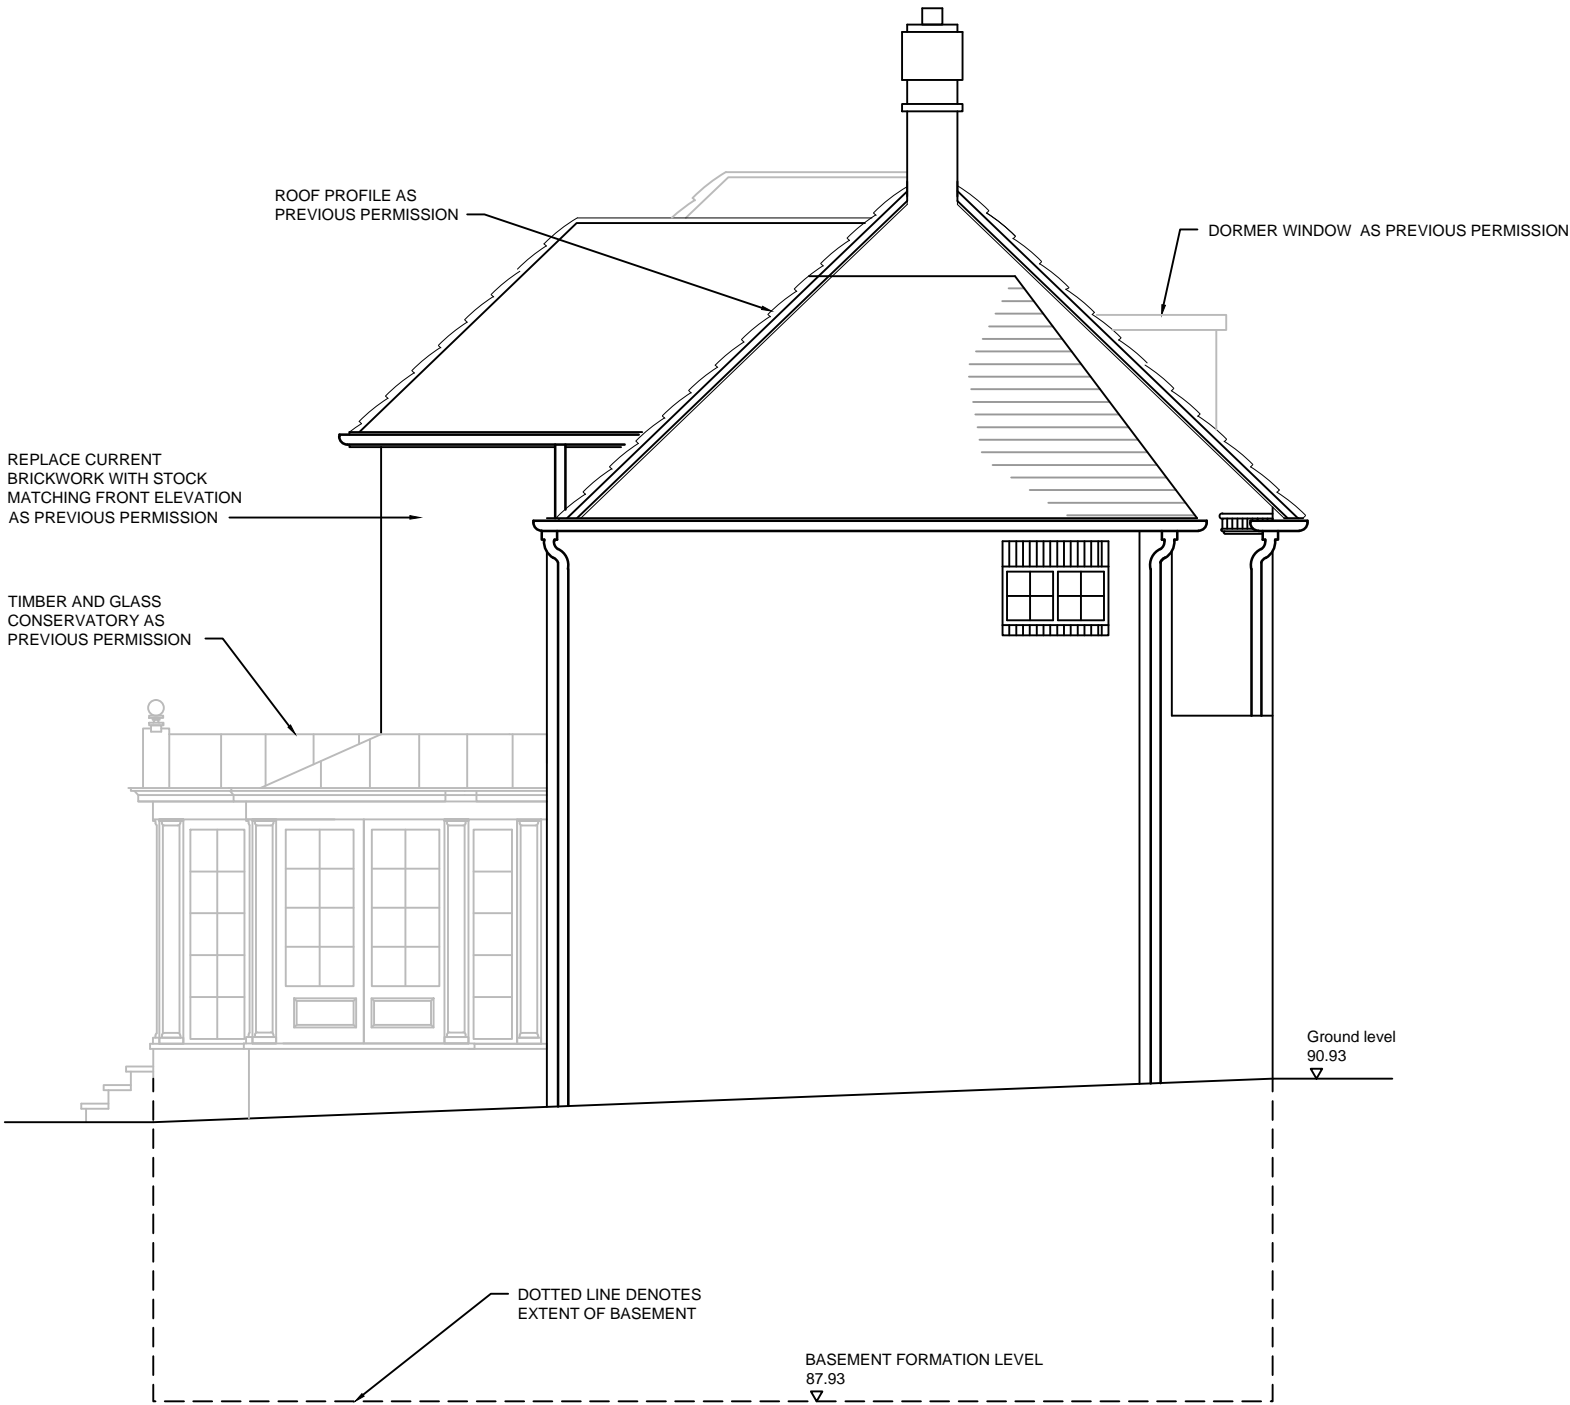 ROOF PROFILE AS
PREVIOUS PERMISSION
DORMER WINDOW AS PREVIOUS PERMISSION
REPLACE CURRENT
BRICKWORK WITH STOCK
MATCHING FRONT ELEVATION
AS PREVIOUS PERMISSION
TIMBER AND GLASS
CONSERVATORY AS
PREVIOUS PERMISSION
Ground level
90.93
DOTTED LINE DENOTES
EXTENT OF BASEMENT
BASEMENT FORMATION LEVEL
87.93